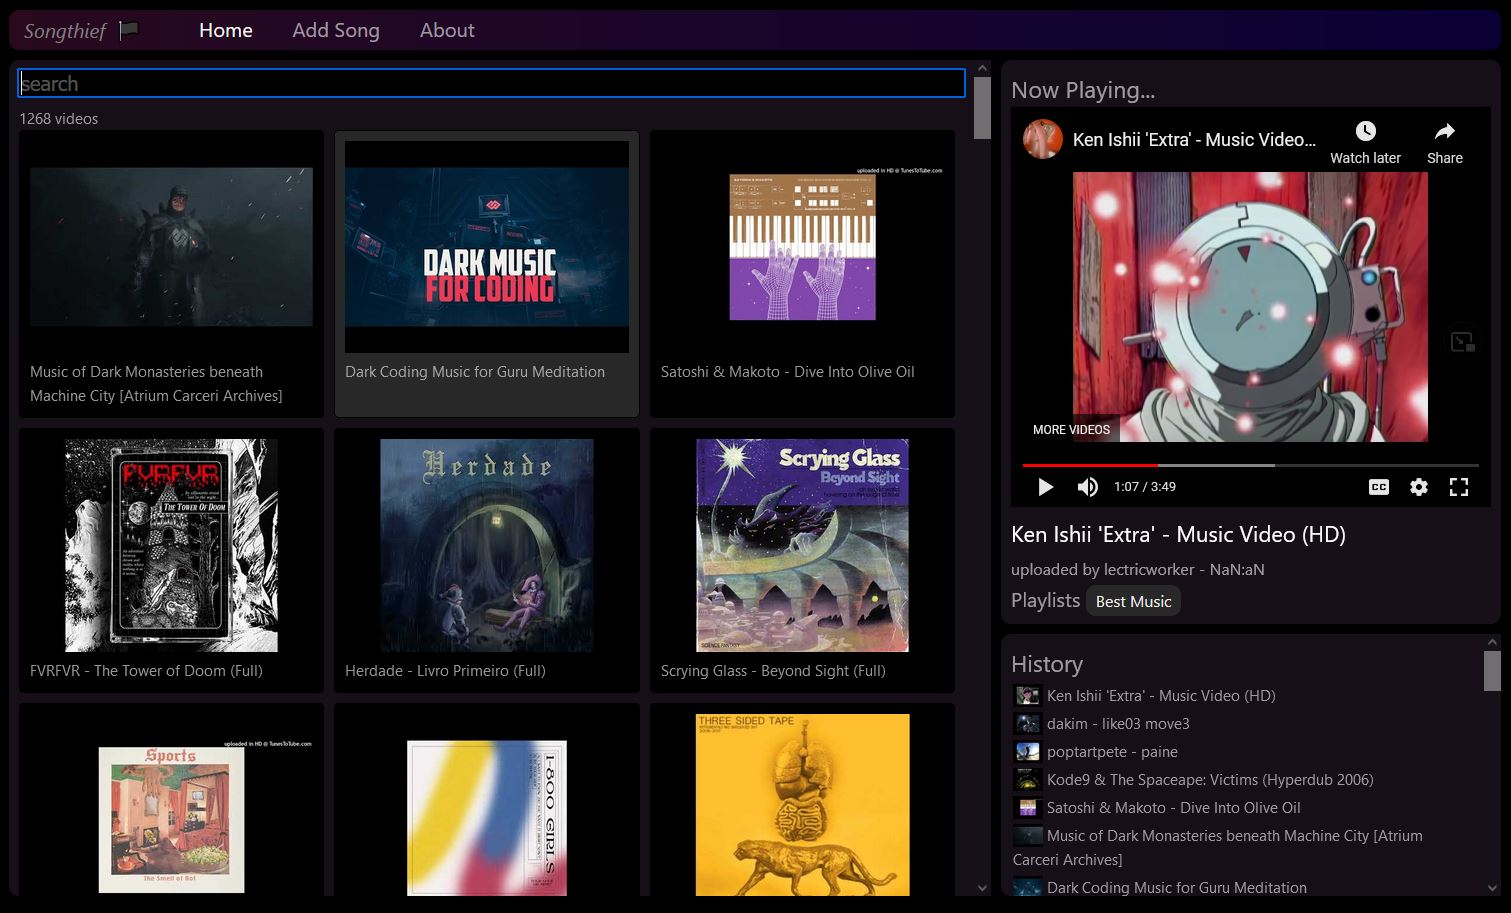 Songthief Home Add Song About
search
1268 videos
DARK MUSIC
FOR CODING
uploaded in HD @ TunesToTube.com
SATOSHI & MAKOTO
Music of Dark Monasteries beneath
Machine City [Atrium Carceri Archives]
Dark Coding Music for Guru Meditation
Satoshi & Makoto - Dive Into Olive Oil
FVRFVR
THE TOWER OF DOOM
Herdade
Scrying Glass
Beyond Sight
SCIENCE FANTASY
FVRFVR - The Tower of Doom (Full)
Herdade - Livro Primeiro (Full)
Scrying Glass - Beyond Sight (Full)
uploaded in HD @ TunesToTube.com
Sports
The Smell of Rot
1-800 GIRLS
THREE SIDED TAPE
Now Playing...
Ken Ishii 'Extra' - Music Video...
Watch later
Share
MORE VIDEOS
1:07 / 3:49
CC
Ken Ishii 'Extra' - Music Video (HD)
uploaded by lectricworker - NaN:aN
Playlists Best Music
History
Ken Ishii 'Extra' - Music Video (HD)
dakim - like03 move3
poptartpete - paine
Kode9 & The Spaceape: Victims (Hyperdub 2006)
Satoshi & Makoto - Dive Into Olive Oil
Music of Dark Monasteries beneath Machine City [Atrium
Carceri Archives]
Dark Coding Music for Guru Meditation